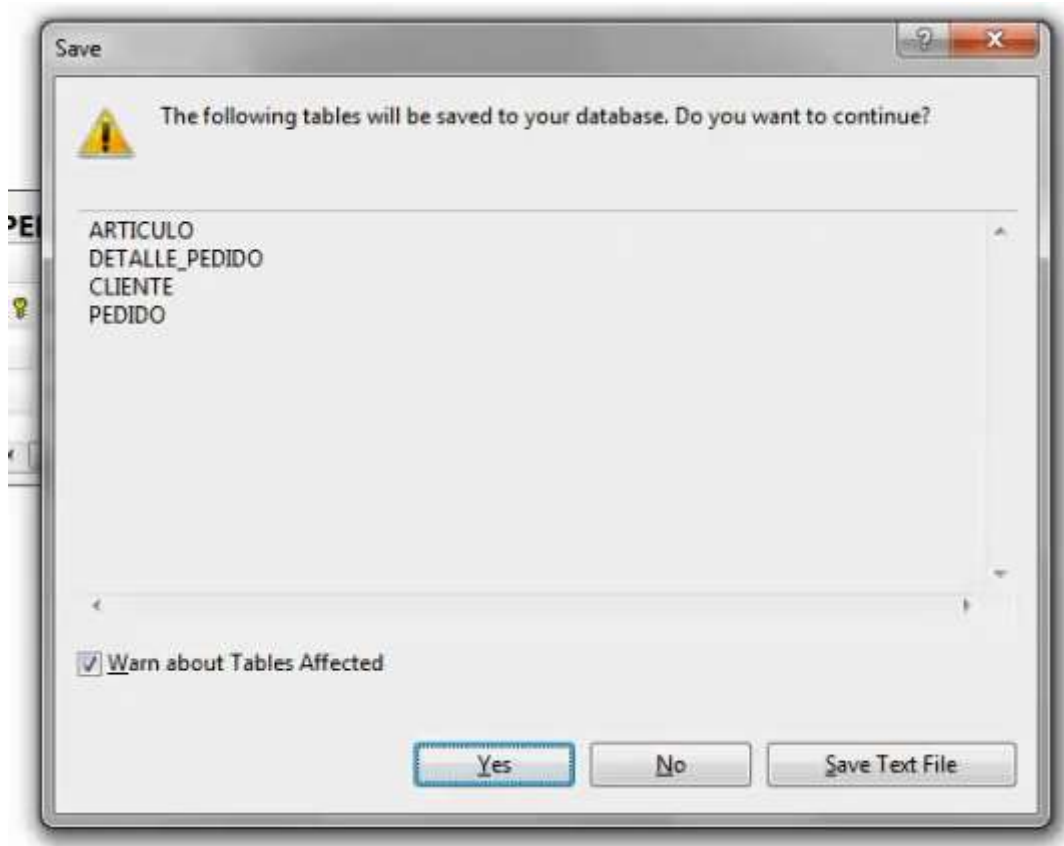 Save
The following tables will be saved to your database. Do you want to continue?
ARTICULO
DETALLE_PEDIDO
CLIENTE
PEDIDO
Warn about Tables Affected
Yes
No
Save Text File